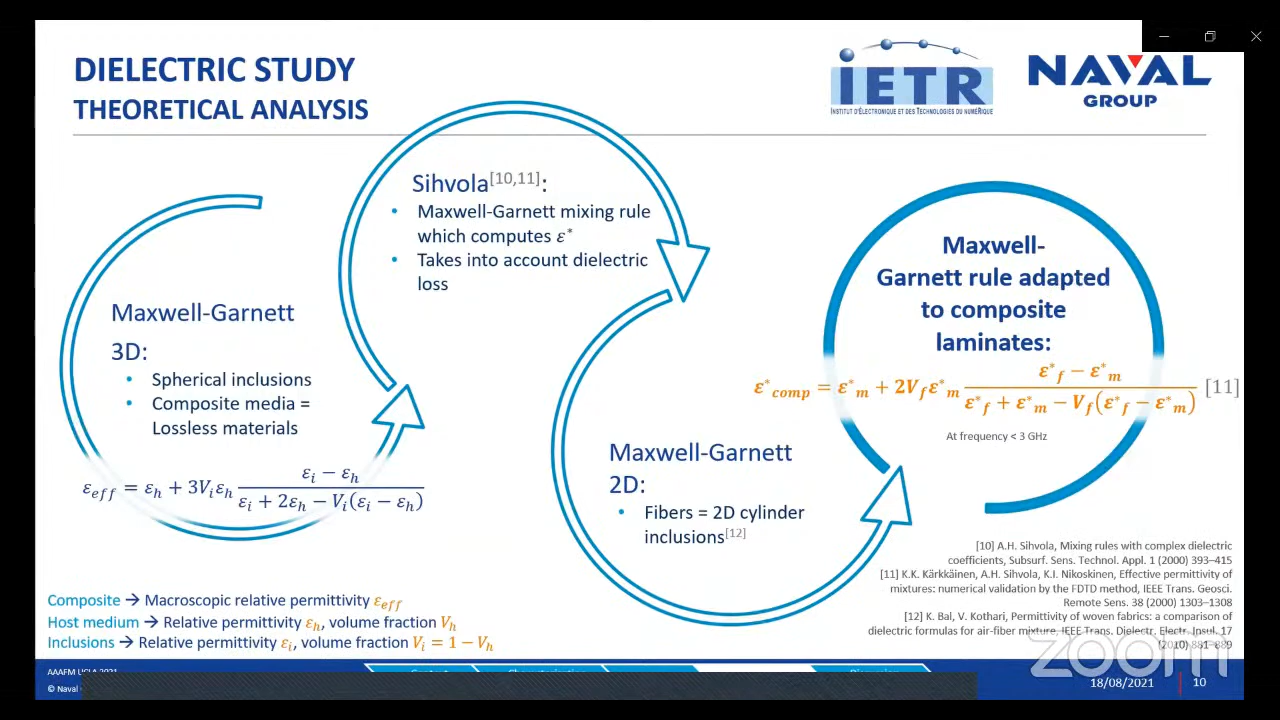 DIELECTRIC STUDY
THEORETICAL ANALYSIS
IETR
INSTITUT D'ÉLECTRONIQUE ET DES TECHNOLOGIES DU NUMÉRIQUE
NAVAL
GROUP
Maxwell-Garnett
3D:
• Spherical inclusions
• Composite media =
Lossless materials
εeff = εh + 3Viεh (εi − εh) / (εi + 2εh − Vi(εi − εh))
Sihvola[10,11]:
• Maxwell-Garnett mixing rule
which computes ε*
• Takes into account dielectric
loss
Maxwell-Garnett
2D:
• Fibers = 2D cylinder
inclusions[12]
Maxwell-
Garnett rule adapted
to composite
laminates:
ε*comp = ε*m + 2Vfε*m (ε*f − ε*m) / (ε*f + ε*m − Vf(ε*f − ε*m)) [11]
At frequency < 3 GHz
Composite → Macroscopic relative permittivity εeff
Host medium → Relative permittivity εh, volume fraction Vh
Inclusions → Relative permittivity εi, volume fraction Vi = 1 − Vh
[10] A.H. Sihvola, Mixing rules with complex dielectric
coefficients, Subsurf. Sens. Technol. Appl. 1 (2000) 393–415
[11] K.K. Kärkkäinen, A.H. Sihvola, K.I. Nikoskinen, Effective permittivity of
mixtures: numerical validation by the FDTD method, IEEE Trans. Geosci.
Remote Sens. 38 (2000) 1303–1308
[12] K. Bal, V. Kothari, Permittivity of woven fabrics: a comparison of
dielectric formulas for air-fiber mixture, IEEE Trans. Dielectr. Electr. Insul. 17
(2010) 881–889
zoom
AAAFM UCLA 2021
© Naval
18/08/2021 10